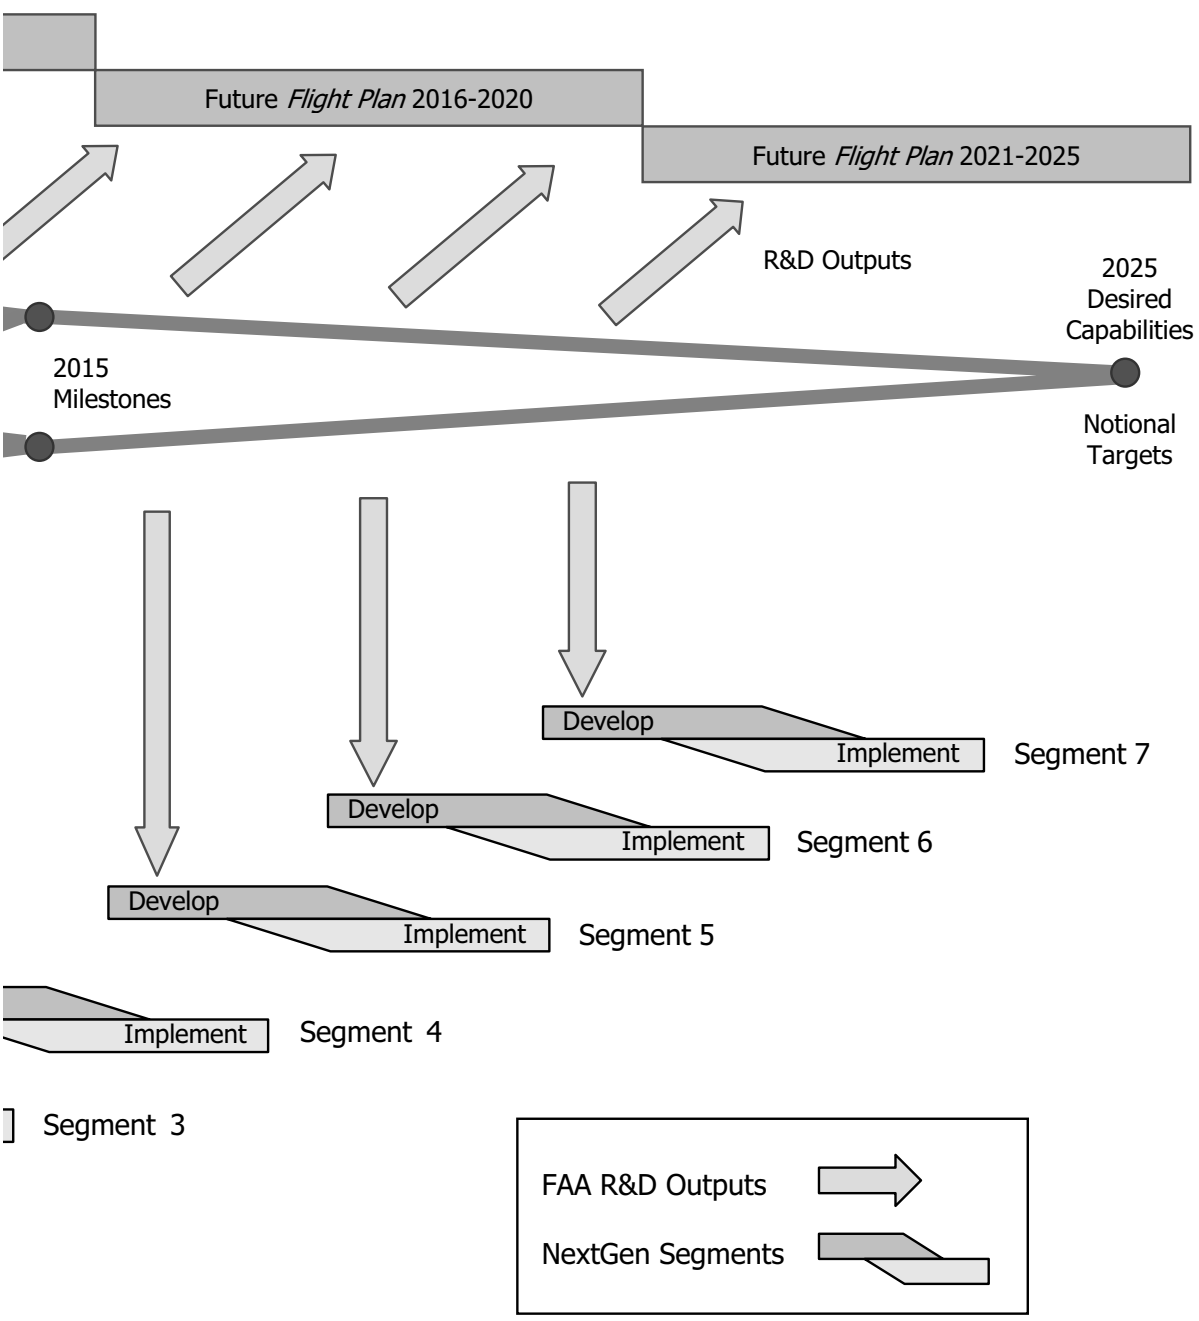 Future Flight Plan 2016-2020
Future Flight Plan 2021-2025
R&D Outputs
2025
Desired
Capabilities
2015
Milestones
Notional
Targets
Develop
Implement
Segment 7
Develop
Implement
Segment 6
Develop
Implement
Segment 5
Implement
Segment 4
Segment 3
FAA R&D Outputs
NextGen Segments